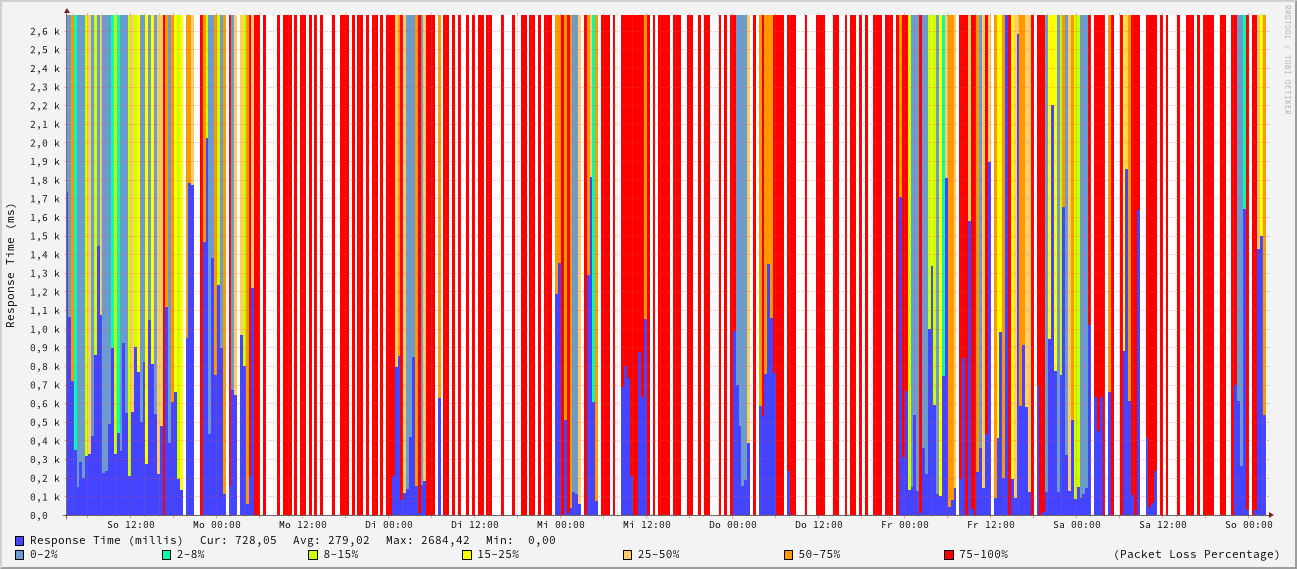 RRDTOOL / TOBI OETIKER
Response Time (ms)
2,6 k
2,5 k
2,4 k
2,3 k
2,2 k
2,1 k
2,0 k
1,9 k
1,8 k
1,7 k
1,6 k
1,5 k
1,4 k
1,3 k
1,2 k
1,1 k
1,0 k
0,9 k
0,8 k
0,7 k
0,6 k
0,5 k
0,4 k
0,3 k
0,2 k
0,1 k
0,0
So 12:00 Mo 00:00 Mo 12:00 Di 00:00 Di 12:00 Mi 00:00 Mi 12:00 Do 00:00 Do 12:00 Fr 00:00 Fr 12:00 Sa 00:00 Sa 12:00 So 00:00
Response Time (millis) Cur: 728,05 Avg: 279,02 Max: 2684,42 Min: 0,00
0-2% 2-8% 8-15% 15-25% 25-50% 50-75% 75-100% (Packet Loss Percentage)